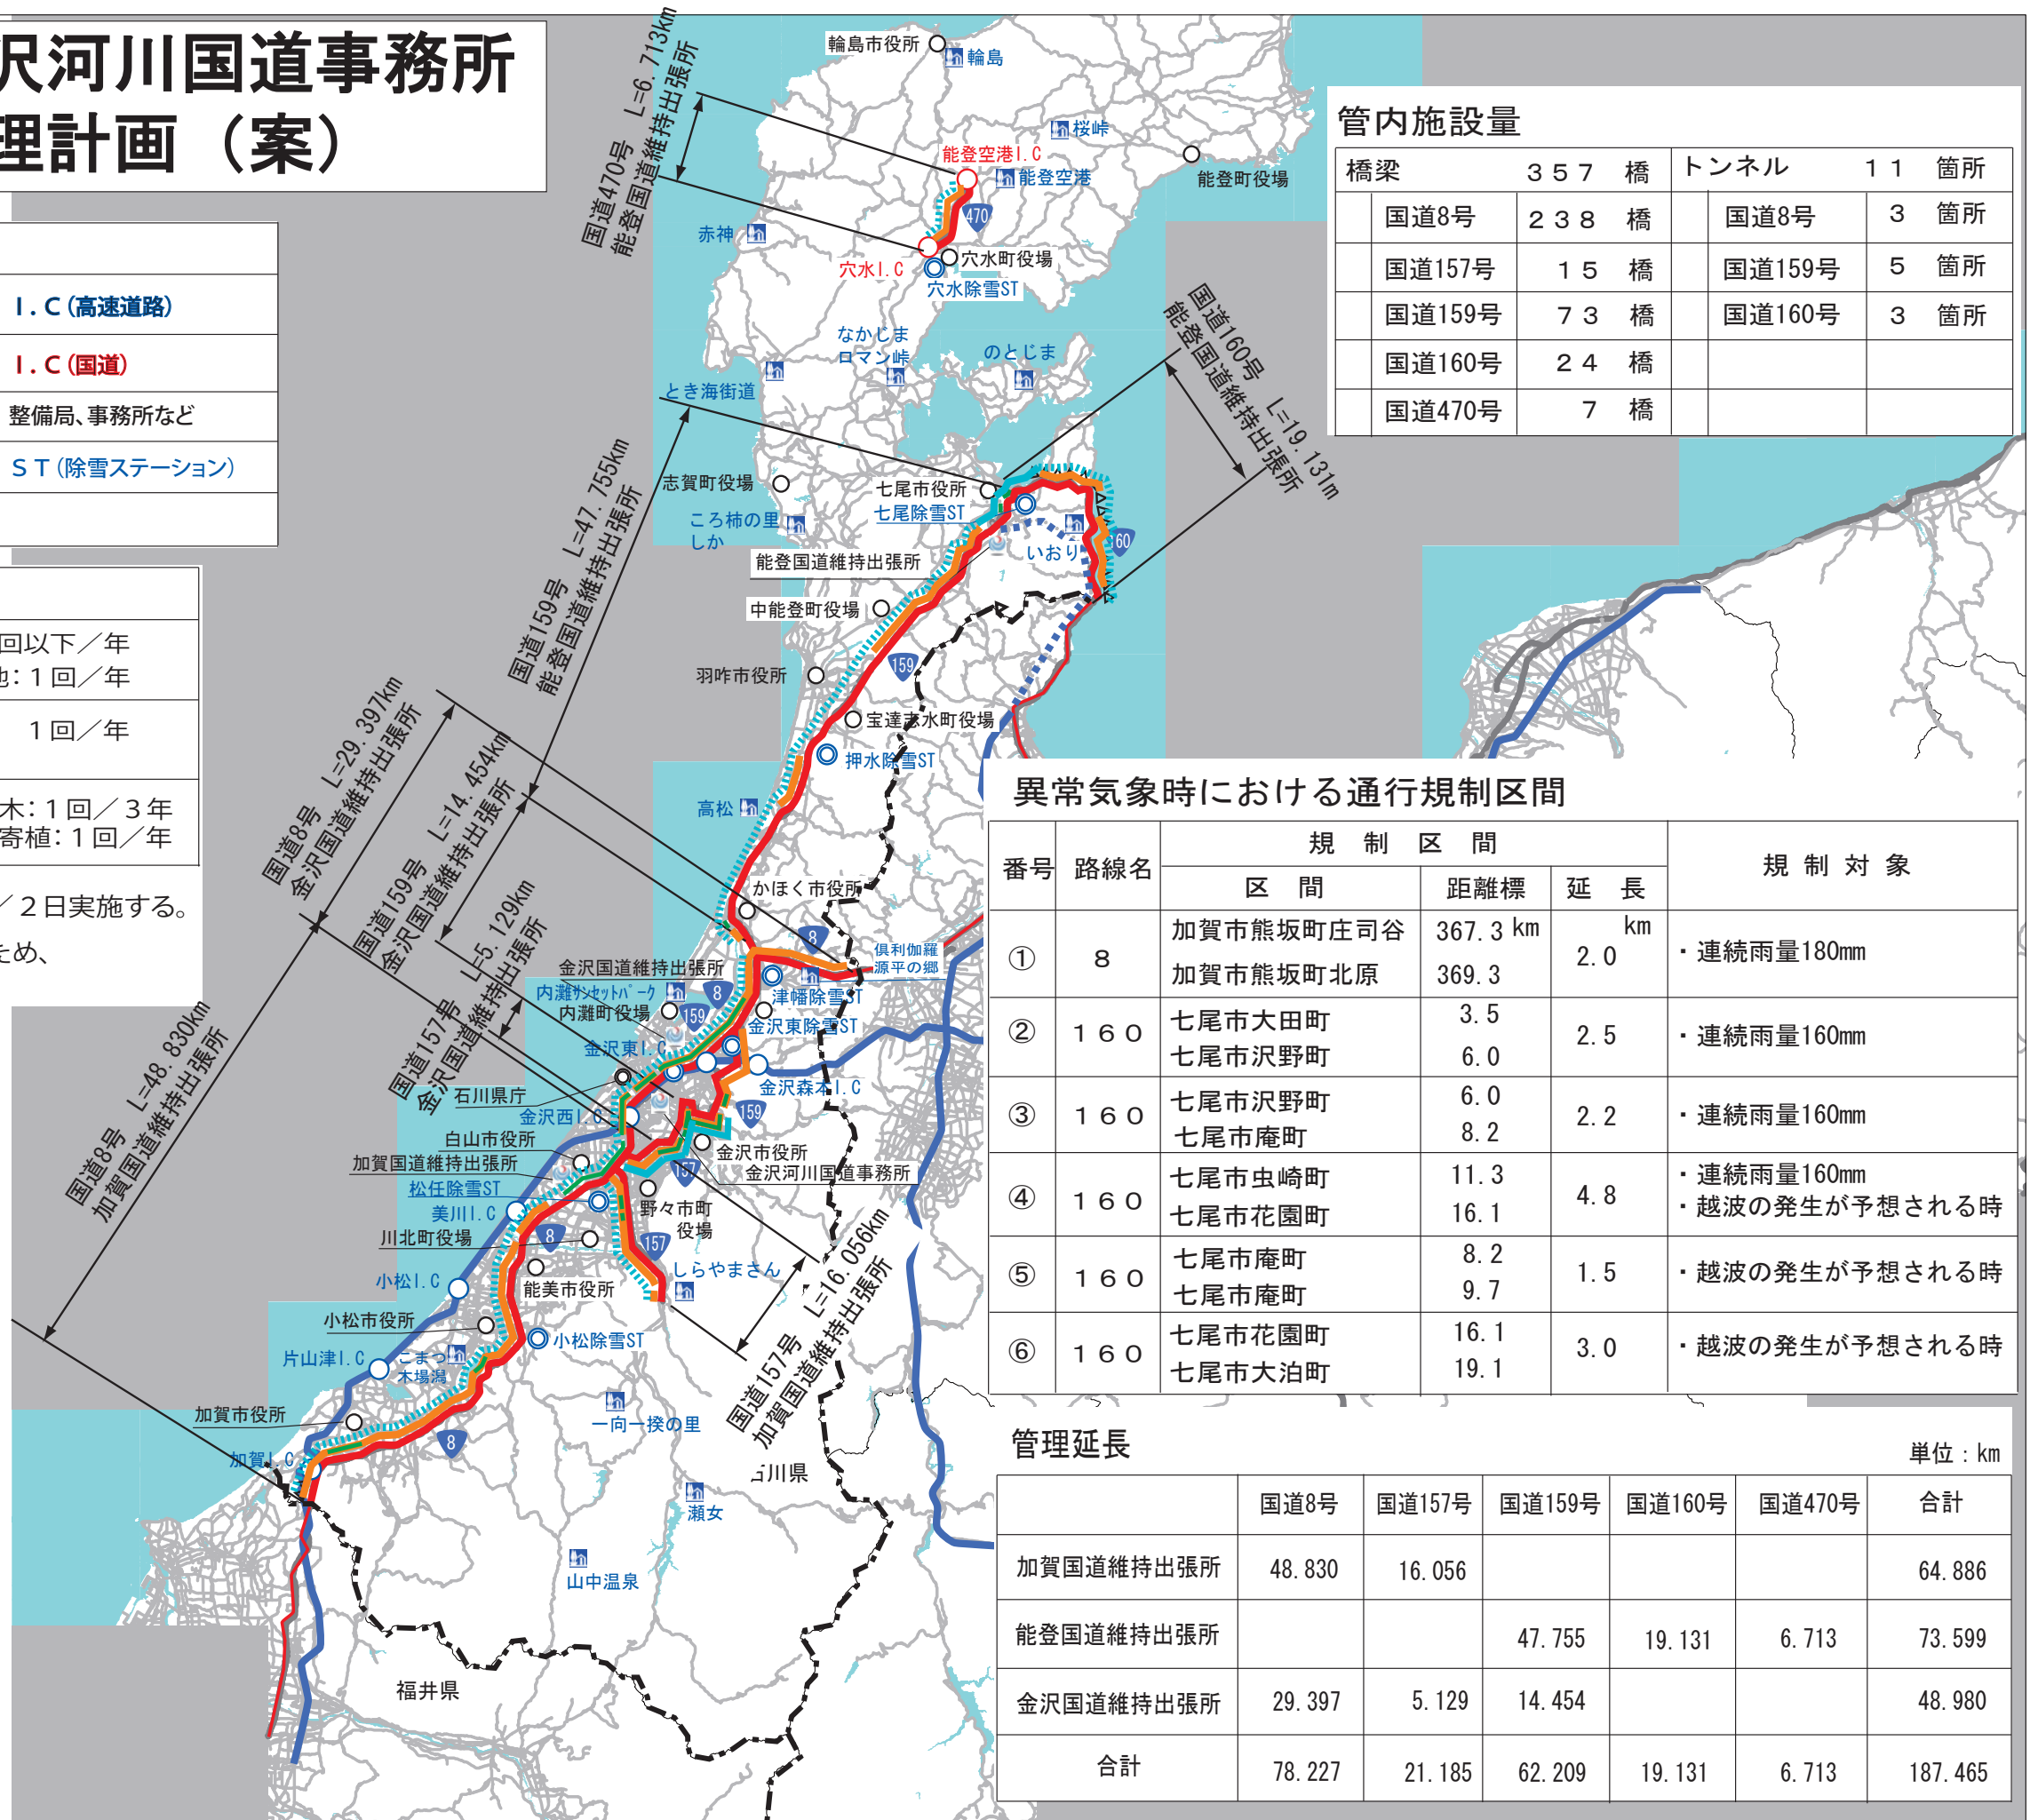 沢河川国道事務所
理計画（案）
I.C(高速道路)
I.C(国道)
整備局、事務所など
ST(除雪ステーション)
回以下／年
也：1回／年
1回／年
木：1回／3年
寄植：1回／年
／2日実施する。
ため、
管内施設量
橋梁 357 橋 トンネル 11 箇所
国道8号 238 橋 国道8号 3 箇所
国道157号 15 橋 国道159号 5 箇所
国道159号 73 橋 国道160号 3 箇所
国道160号 24 橋
国道470号 7 橋
国道470号 L=6.713km
能登国道維持出張所
輪島市役所
輪島
桜峠
能登空港I.C
能登空港
能登町役場
470
赤神
穴水I.C
穴水町役場
穴水除雪ST
なかじま
ロマン峠
のとじま
とき海街道
国道160号 L=19.131m
能登国道維持出張所
志賀町役場
七尾市役所
七尾除雪ST
ころ柿の里
しか
いおり
160
能登国道維持出張所
中能登町役場
国道159号 L=47.755km
能登国道維持出張所
159
羽咋市役所
宝達志水町役場
押水除雪ST
高松
国道8号 L=29.397km
金沢国道維持出張所
国道159号 L=14.454km
金沢国道維持出張所
かほく市役所
8
倶利伽羅
源平の郷
国道157号 L=5.129km
金沢国道維持出張所
金沢国道維持出張所
内灘サンセットパーク
8
津幡除雪ST
内灘町役場
159
金沢東除雪ST
金沢東I.C
金沢森本I.C
石川県庁
金沢西I.C
159
白山市役所
金沢市役所
加賀国道維持出張所
157
金沢河川国道事務所
松任除雪ST
美川I.C
野々市町
役場
川北町役場
8
157
国道8号 L=48.830km
加賀国道維持出張所
小松I.C
能美市役所
しらやまさん
小松市役所
小松除雪ST
国道157号 L=16.056km
加賀国道維持出張所
片山津I.C
こまつ
木場潟
加賀市役所
8
一向一揆の里
加賀I.C
石川県
瀬女
山中温泉
福井県
異常気象時における通行規制区間
番号 路線名 規制区間 規制対象
区間 距離標 延長
① 8 加賀市熊坂町庄司谷 367.3 km 2.0 km ・連続雨量180mm
加賀市熊坂町北原 369.3
② 160 七尾市大田町 3.5 2.5 ・連続雨量160mm
七尾市沢野町 6.0
③ 160 七尾市沢野町 6.0 2.2 ・連続雨量160mm
七尾市庵町 8.2
④ 160 七尾市虫崎町 11.3 4.8 ・連続雨量160mm
七尾市花園町 16.1 ・越波の発生が予想される時
⑤ 160 七尾市庵町 8.2 1.5 ・越波の発生が予想される時
七尾市庵町 9.7
⑥ 160 七尾市花園町 16.1 3.0 ・越波の発生が予想される時
七尾市大泊町 19.1
管理延長 単位：km
国道8号 国道157号 国道159号 国道160号 国道470号 合計
加賀国道維持出張所 48.830 16.056 64.886
能登国道維持出張所 47.755 19.131 6.713 73.599
金沢国道維持出張所 29.397 5.129 14.454 48.980
合計 78.227 21.185 62.209 19.131 6.713 187.465